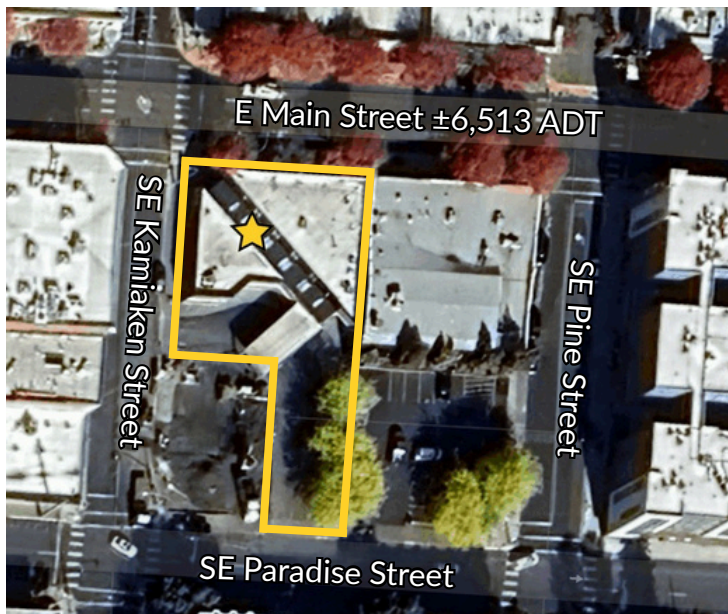 E Main Street ±6,513 ADT
SE Kamiaken Street
SE Pine Street
SE Paradise Street